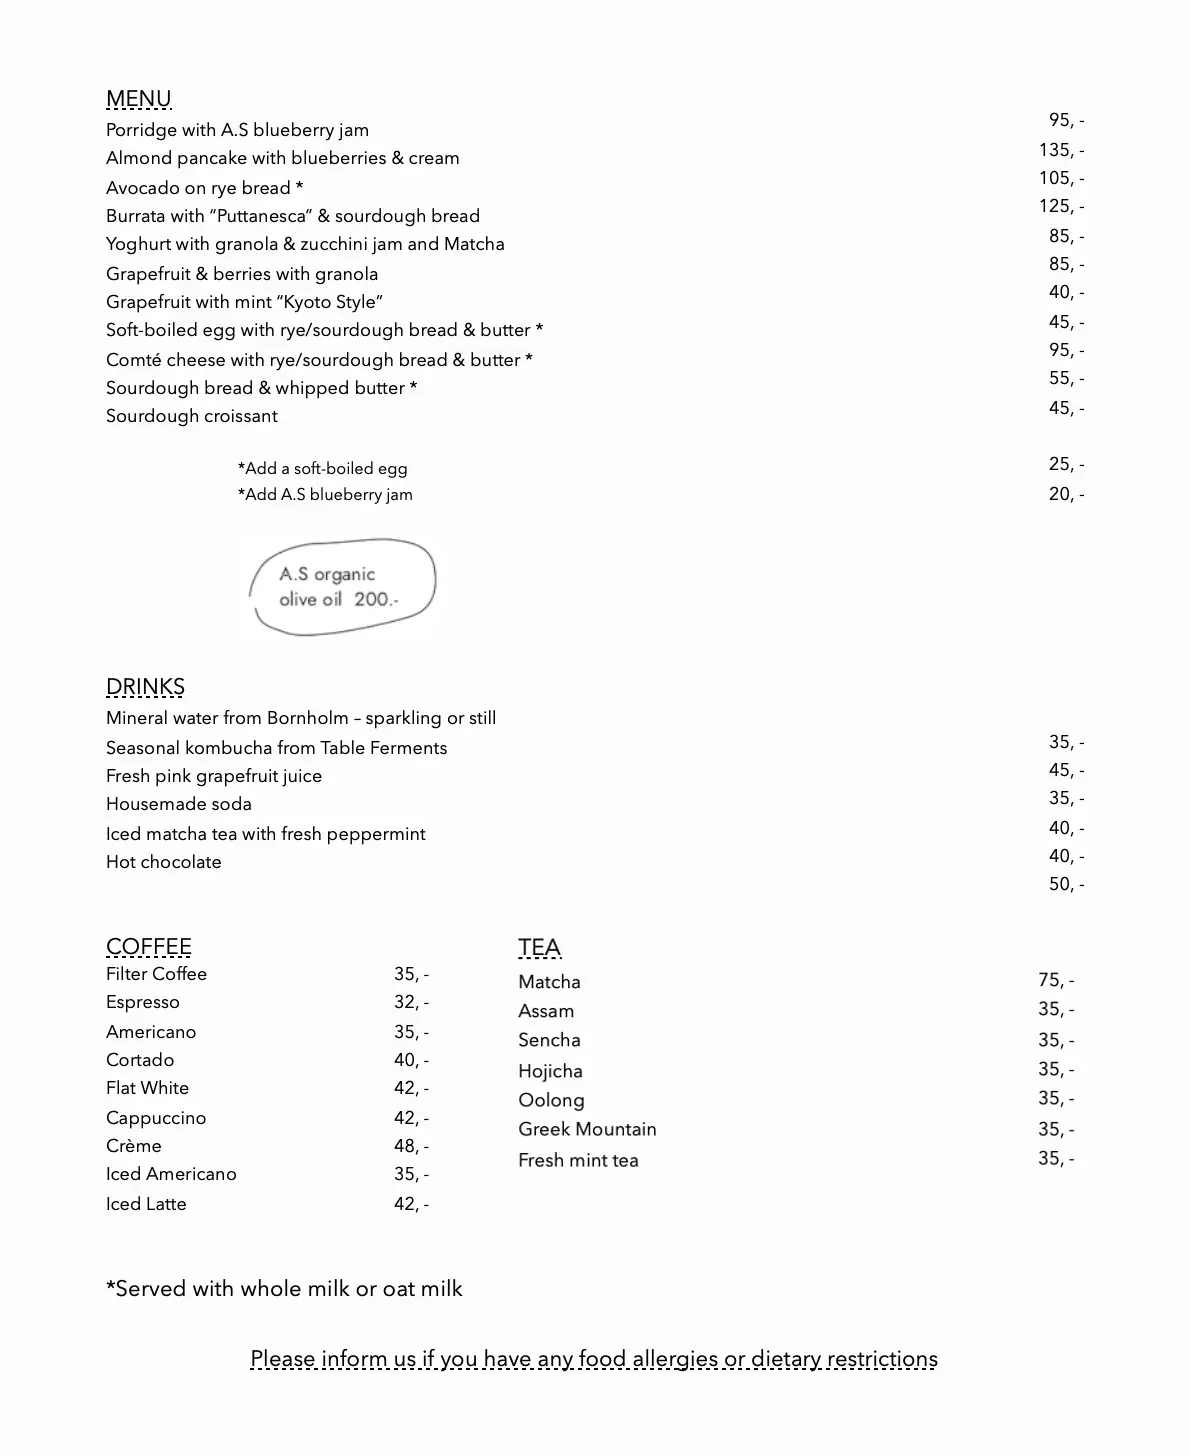 MENU
Porridge with A.S blueberry jam 95, -
Almond pancake with blueberries & cream 135, -
Avocado on rye bread * 105, -
Burrata with “Puttanesca” & sourdough bread 125, -
Yoghurt with granola & zucchini jam and Matcha 85, -
Grapefruit & berries with granola 85, -
Grapefruit with mint “Kyoto Style” 40, -
Soft-boiled egg with rye/sourdough bread & butter * 45, -
Comté cheese with rye/sourdough bread & butter * 95, -
Sourdough bread & whipped butter * 55, -
Sourdough croissant 45, -
*Add a soft-boiled egg 25, -
*Add A.S blueberry jam 20, -
A.S organic
olive oil 200.-
DRINKS
Mineral water from Bornholm – sparkling or still 35, -
Seasonal kombucha from Table Ferments 45, -
Fresh pink grapefruit juice 35, -
Housemade soda 40, -
Iced matcha tea with fresh peppermint 40, -
Hot chocolate 50, -
COFFEE
Filter Coffee 35, -
Espresso 32, -
Americano 35, -
Cortado 40, -
Flat White 42, -
Cappuccino 42, -
Crème 48, -
Iced Americano 35, -
Iced Latte 42, -
TEA
Matcha 75, -
Assam 35, -
Sencha 35, -
Hojicha 35, -
Oolong 35, -
Greek Mountain 35, -
Fresh mint tea 35, -
*Served with whole milk or oat milk
Please inform us if you have any food allergies or dietary restrictions